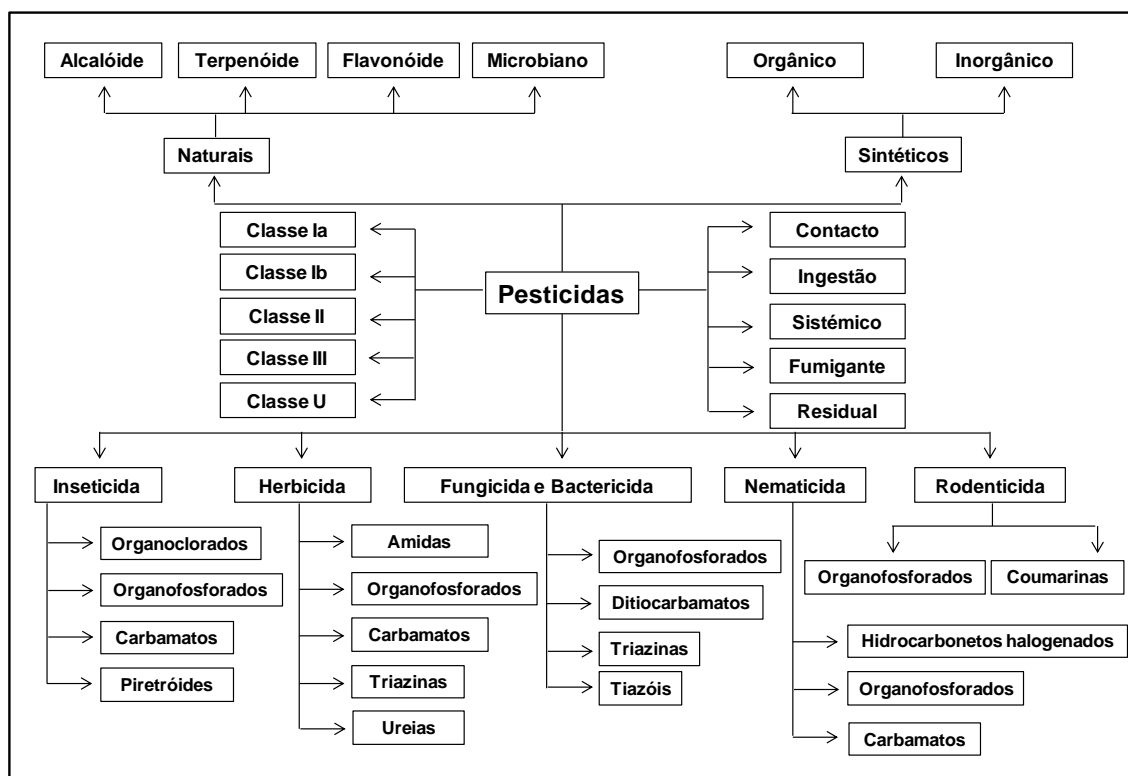 Alcalóide
Terpenóide
Flavonóide
Microbiano
Orgânico
Inorgânico
Naturais
Sintéticos
Classe Ia
Classe Ib
Classe II
Classe III
Classe U
Pesticidas
Contacto
Ingestão
Sistémico
Fumigante
Residual
Inseticida
Herbicida
Fungicida e Bactericida
Nematicida
Rodenticida
Organoclorados
Organofosforados
Carbamatos
Piretróides
Amidas
Organofosforados
Carbamatos
Triazinas
Ureias
Organofosforados
Ditiocarbamatos
Triazinas
Tiazóis
Hidrocarbonetos halogenados
Organofosforados
Carbamatos
Organofosforados
Coumarinas